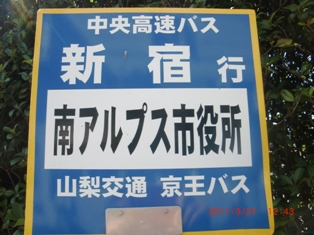 中央高速バス
新宿行
南アルプス市役所
山梨交通 京王バス